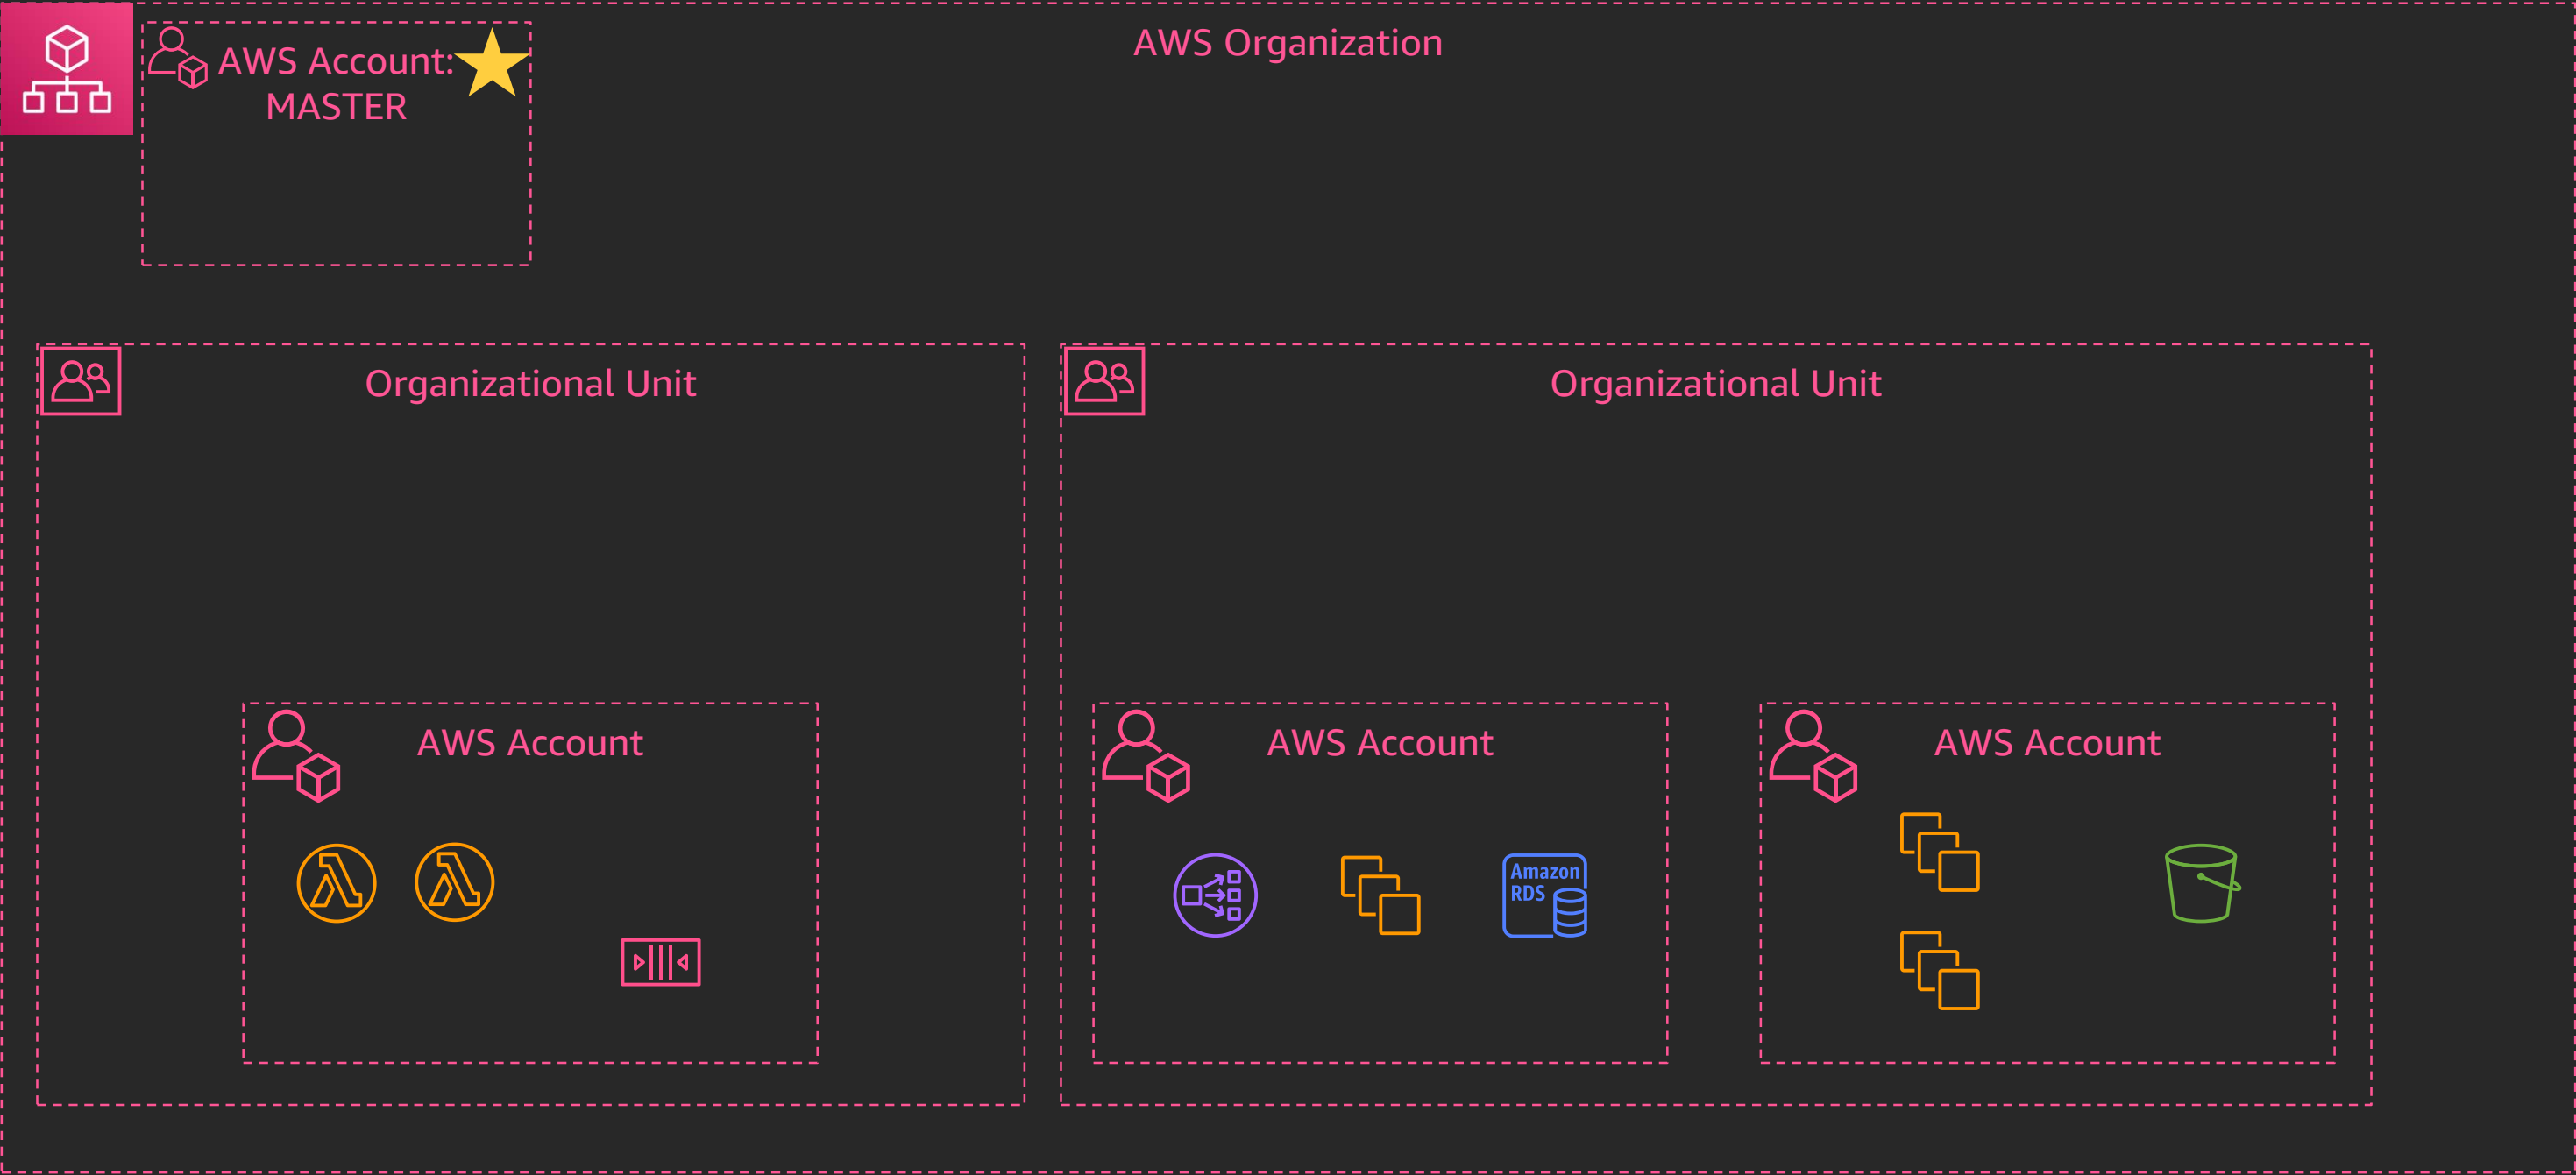 AWS Organization
AWS Account:
MASTER
Organizational Unit
Organizational Unit
AWS Account
AWS Account
AWS Account
Amazon
RDS